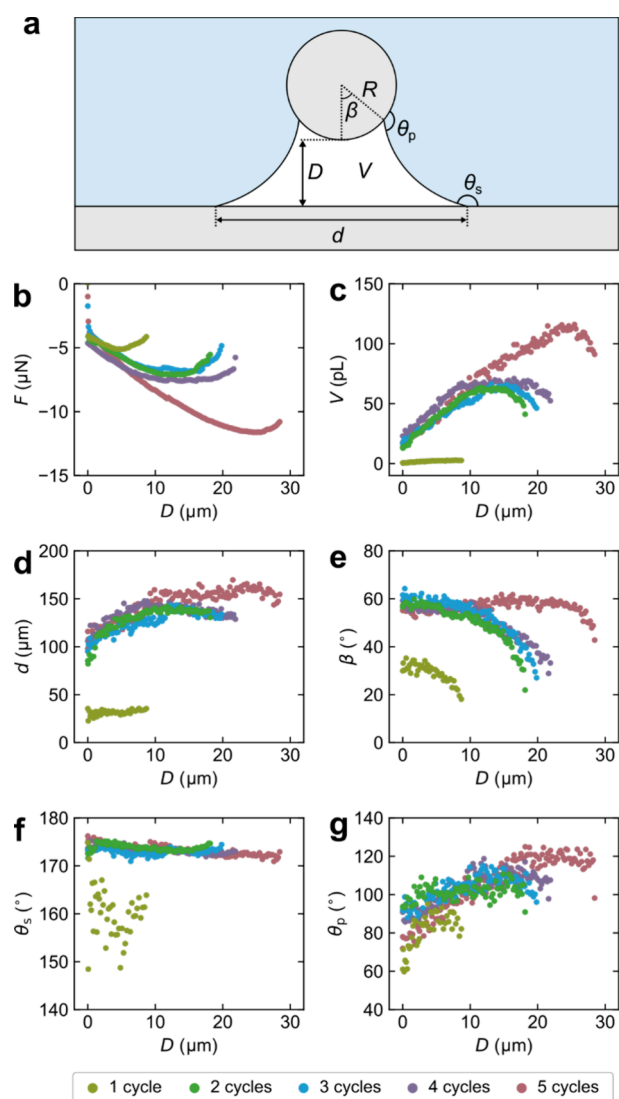 a
R
β
θp
D
V
θs
d
b
c
0
−5
−10
−15
F (μN)
0
10
20
30
D (μm)
150
100
50
0
V (pL)
0
10
20
30
D (μm)
d
e
200
150
100
50
0
d (μm)
0
10
20
30
D (μm)
80
60
40
20
0
β (°)
0
10
20
30
D (μm)
f
g
180
170
160
150
140
θs (°)
0
10
20
30
D (μm)
140
120
100
80
60
40
θp (°)
0
10
20
30
D (μm)
1 cycle 2 cycles 3 cycles 4 cycles 5 cycles